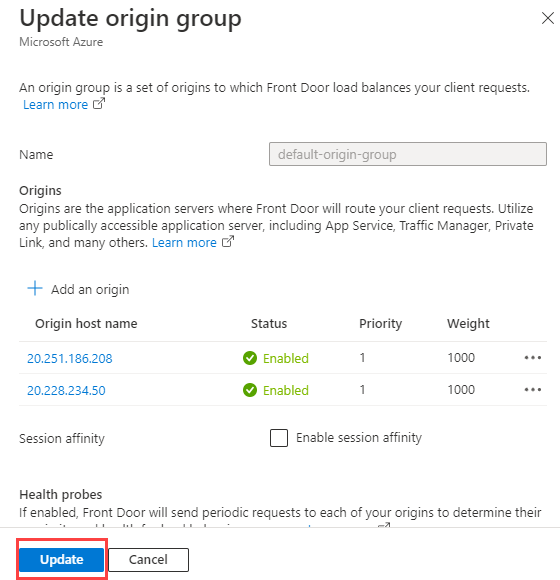 Update origin group
Microsoft Azure
An origin group is a set of origins to which Front Door load balances your client requests.
Learn more
Name
default-origin-group
Origins
Origins are the application servers where Front Door will route your client requests. Utilize
any publically accessible application server, including App Service, Traffic Manager, Private
Link, and many others. Learn more
Add an origin
Origin host name Status Priority Weight
20.251.186.208 Enabled 1 1000
20.228.234.50 Enabled 1 1000
Session affinity
Enable session affinity
Health probes
If enabled, Front Door will send periodic requests to each of your origins to determine their
Update Cancel